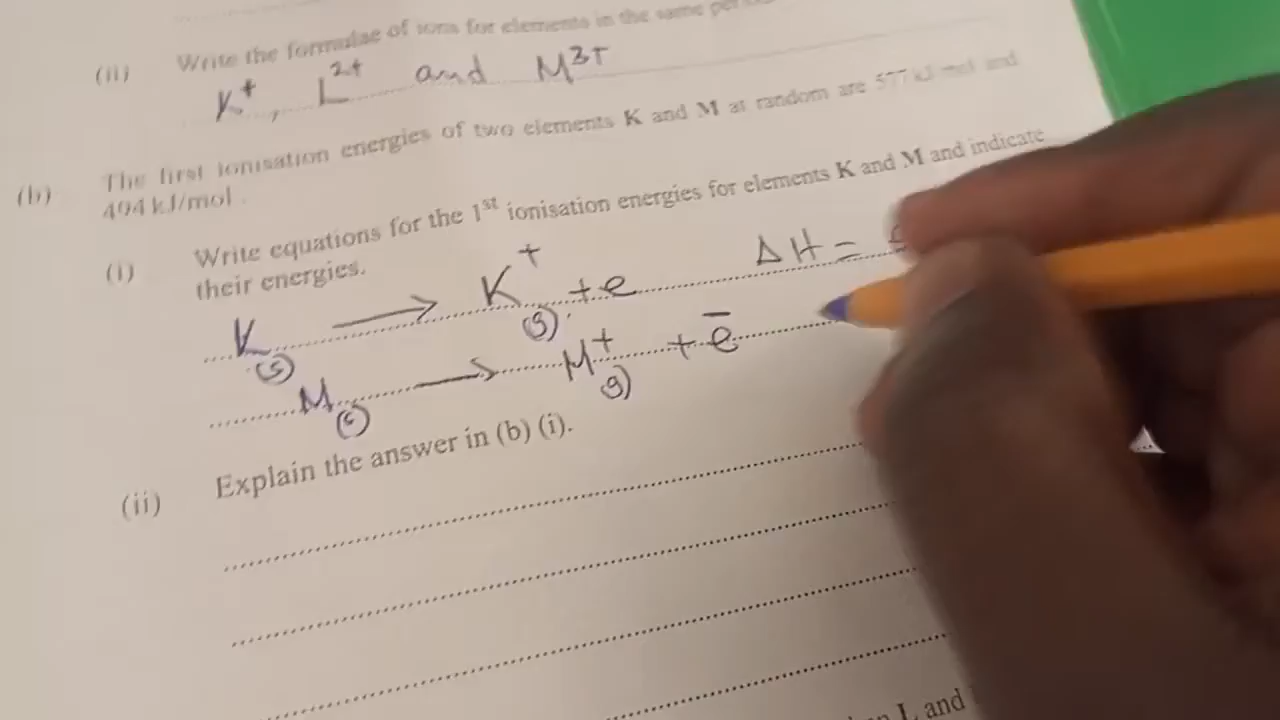 (ii) Write the formulae of ions for elements in the same
K⁺, L²⁺ and M³⁺
(b) The first ionisation energies of two elements K and M at random are 577 kJ/mol and
494 kJ/mol.
(i) Write equations for the 1st ionisation energies for elements K and M and indicate
their energies.
K(s) → K⁺(g) + e ΔH =
M(s) → M⁺(g) + e̅
(ii) Explain the answer in (b) (i).
L and